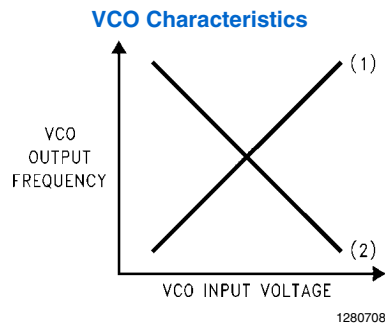 VCO Characteristics
(1)
VCO
OUTPUT
FREQUENCY
(2)
VCO INPUT VOLTAGE
1280708